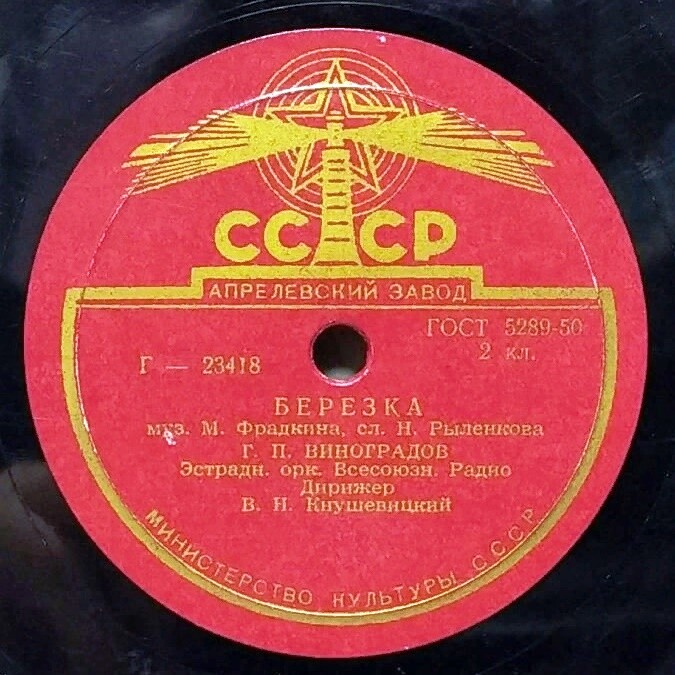 СССР
АПРЕЛЕВСКИЙ ЗАВОД
ГОСТ 5289-50
2 кл.
Г — 23418
БЕРЕЗКА
муз. М. Фрадкина, сл. Н. Рыленкова
Г. П. ВИНОГРАДОВ
Эстрадн. орк. Всесоюзн. Радио
Дирижер
В. Н. Кнушевицкий
МИНИСТЕРСТВО КУЛЬТУРЫ СССР